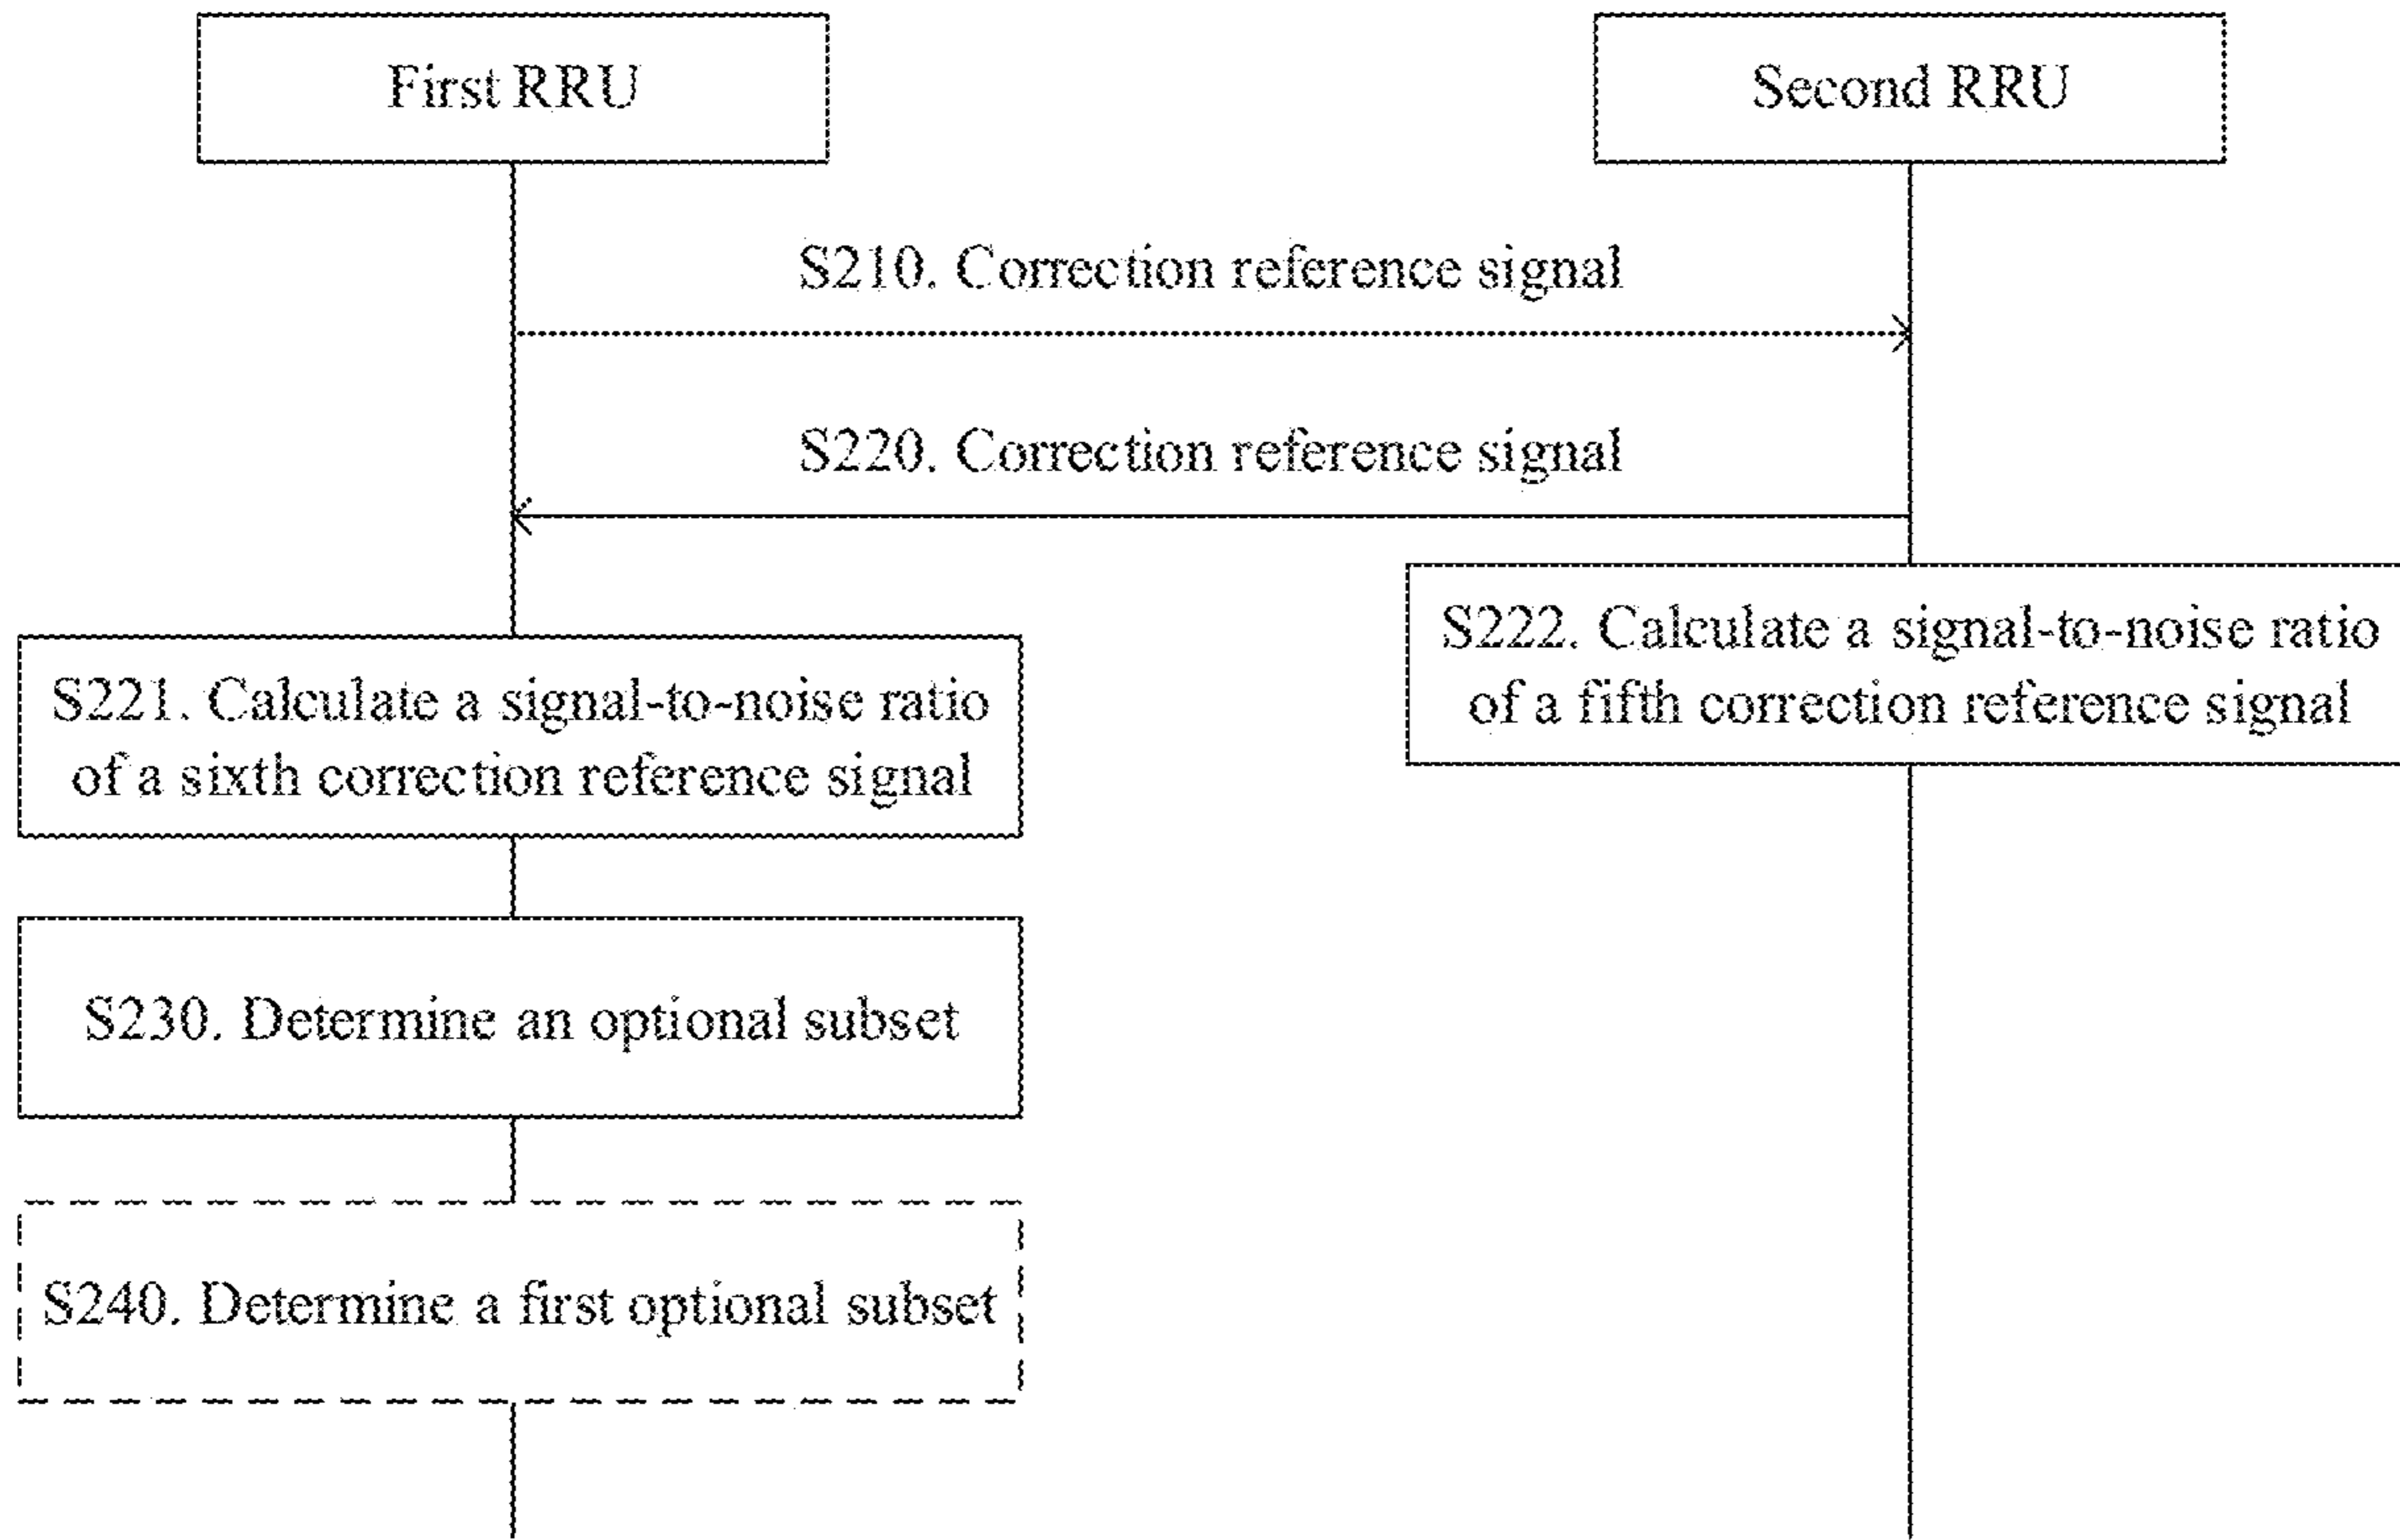 First RRU
Second RRU
S210. Correction reference signal
S220. Correction reference signal
S222. Calculate a signal-to-noise ratio
of a fifth correction reference signal
S221. Calculate a signal-to-noise ratio
of a sixth correction reference signal
S230. Determine an optional subset
S240. Determine a first optional subset